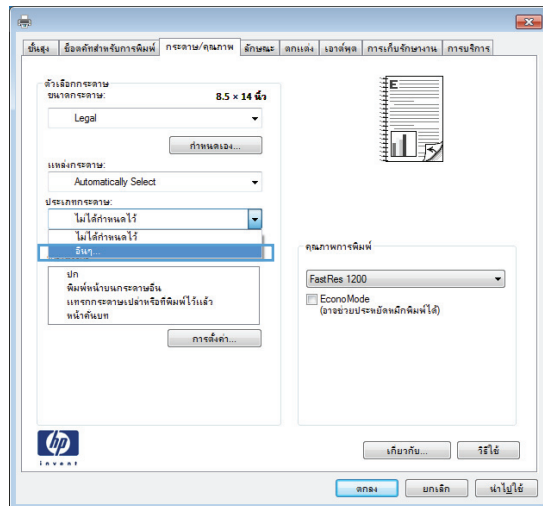 ขั้นสูง ช็อตคัทสำหรับการพิมพ์ กระดาษ/คุณภาพ ลักษณะ ตกแต่ง เอาต์พุต การเก็บรักษางาน การบริการ
ตัวเลือกกระดาษ
ขนาดกระดาษ: 8.5 × 14 นิ้ว
Legal
กำหนดเอง...
แหล่งกระดาษ:
Automatically Select
ประเภทกระดาษ:
ไม่ได้กำหนดไว้
ไม่ได้กำหนดไว้
อื่นๆ...
ปก
พิมพ์หน้าบนกระดาษอื่น
แทรกกระดาษเปล่าหรือที่พิมพ์ไว้แล้ว
หน้าคั่นบท
การตั้งค่า...
E
คุณภาพการพิมพ์
FastRes 1200
EconoMode
(อาจช่วยประหยัดหมึกพิมพ์ได้)
hp
invent
เกี่ยวกับ... วิธีใช้
ตกลง ยกเลิก นำไปใช้